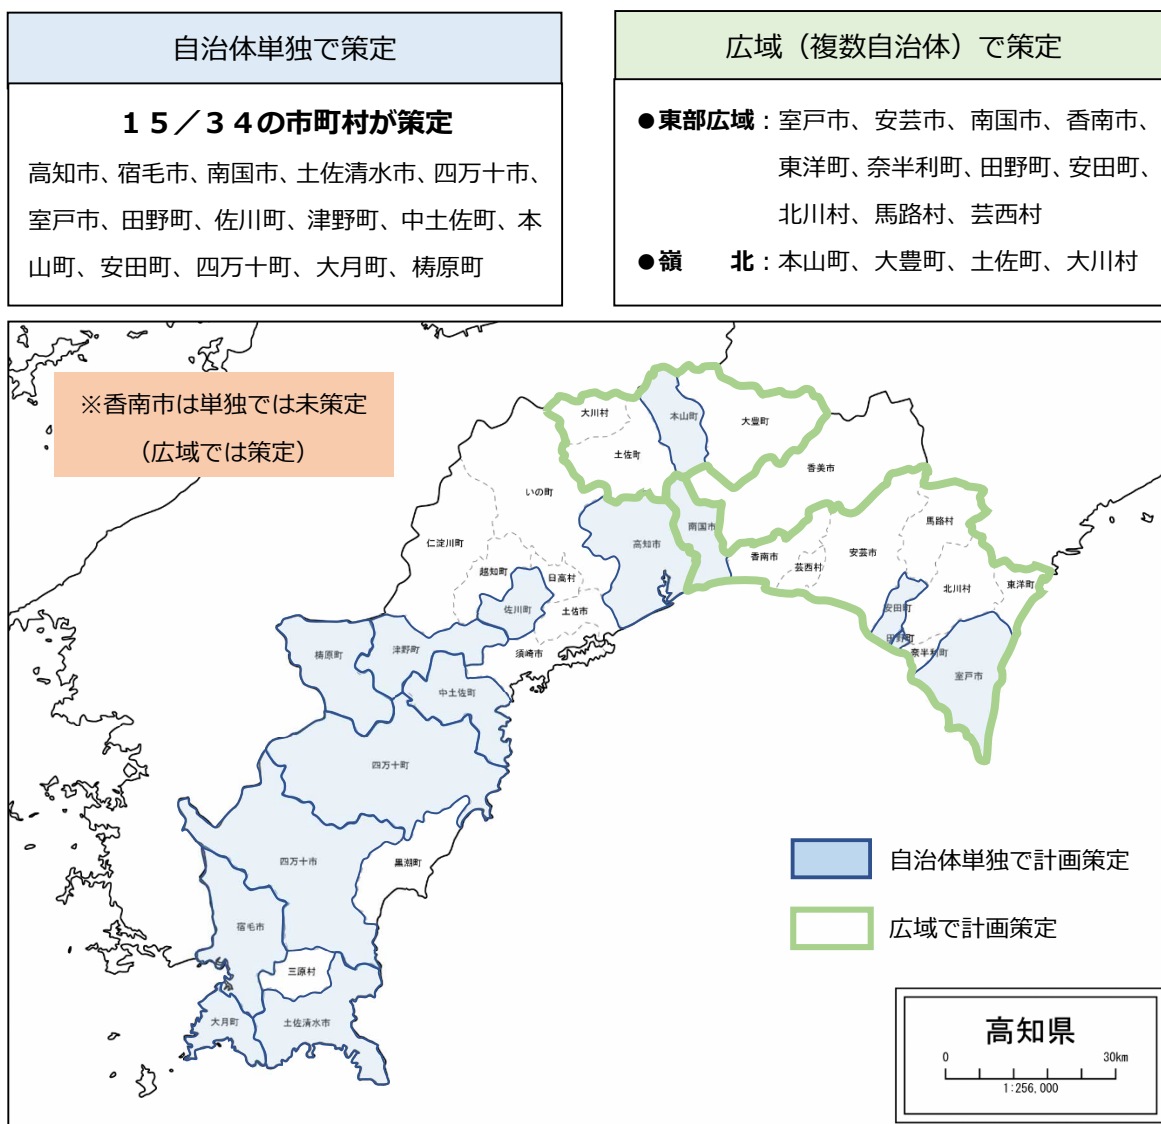 自治体単独で策定
15/34の市町村が策定
高知市、宿毛市、南国市、土佐清水市、四万十市、
室戸市、田野町、佐川町、津野町、中土佐町、本
山町、安田町、四万十町、大月町、梼原町
広域（複数自治体）で策定
●東部広域：室戸市、安芸市、南国市、香南市、
東洋町、奈半利町、田野町、安田町、
北川村、馬路村、芸西村
●嶺　北：本山町、大豊町、土佐町、大川村
※香南市は単独では未策定
（広域では策定）
大川村
本山町
大豊町
土佐町
香美市
いの町
南国市
馬路村
高知市
仁淀川町
香南市
安芸市
芸西村
越知町
日高村
北川村
東洋町
佐川町
土佐市
安田町
田野町
梼原町
津野町
須崎市
奈半利町
室戸市
中土佐町
四万十町
四万十市
黒潮町
宿毛市
三原村
大月町
土佐清水市
自治体単独で計画策定
広域で計画策定
高知県
0 30km
1:256,000